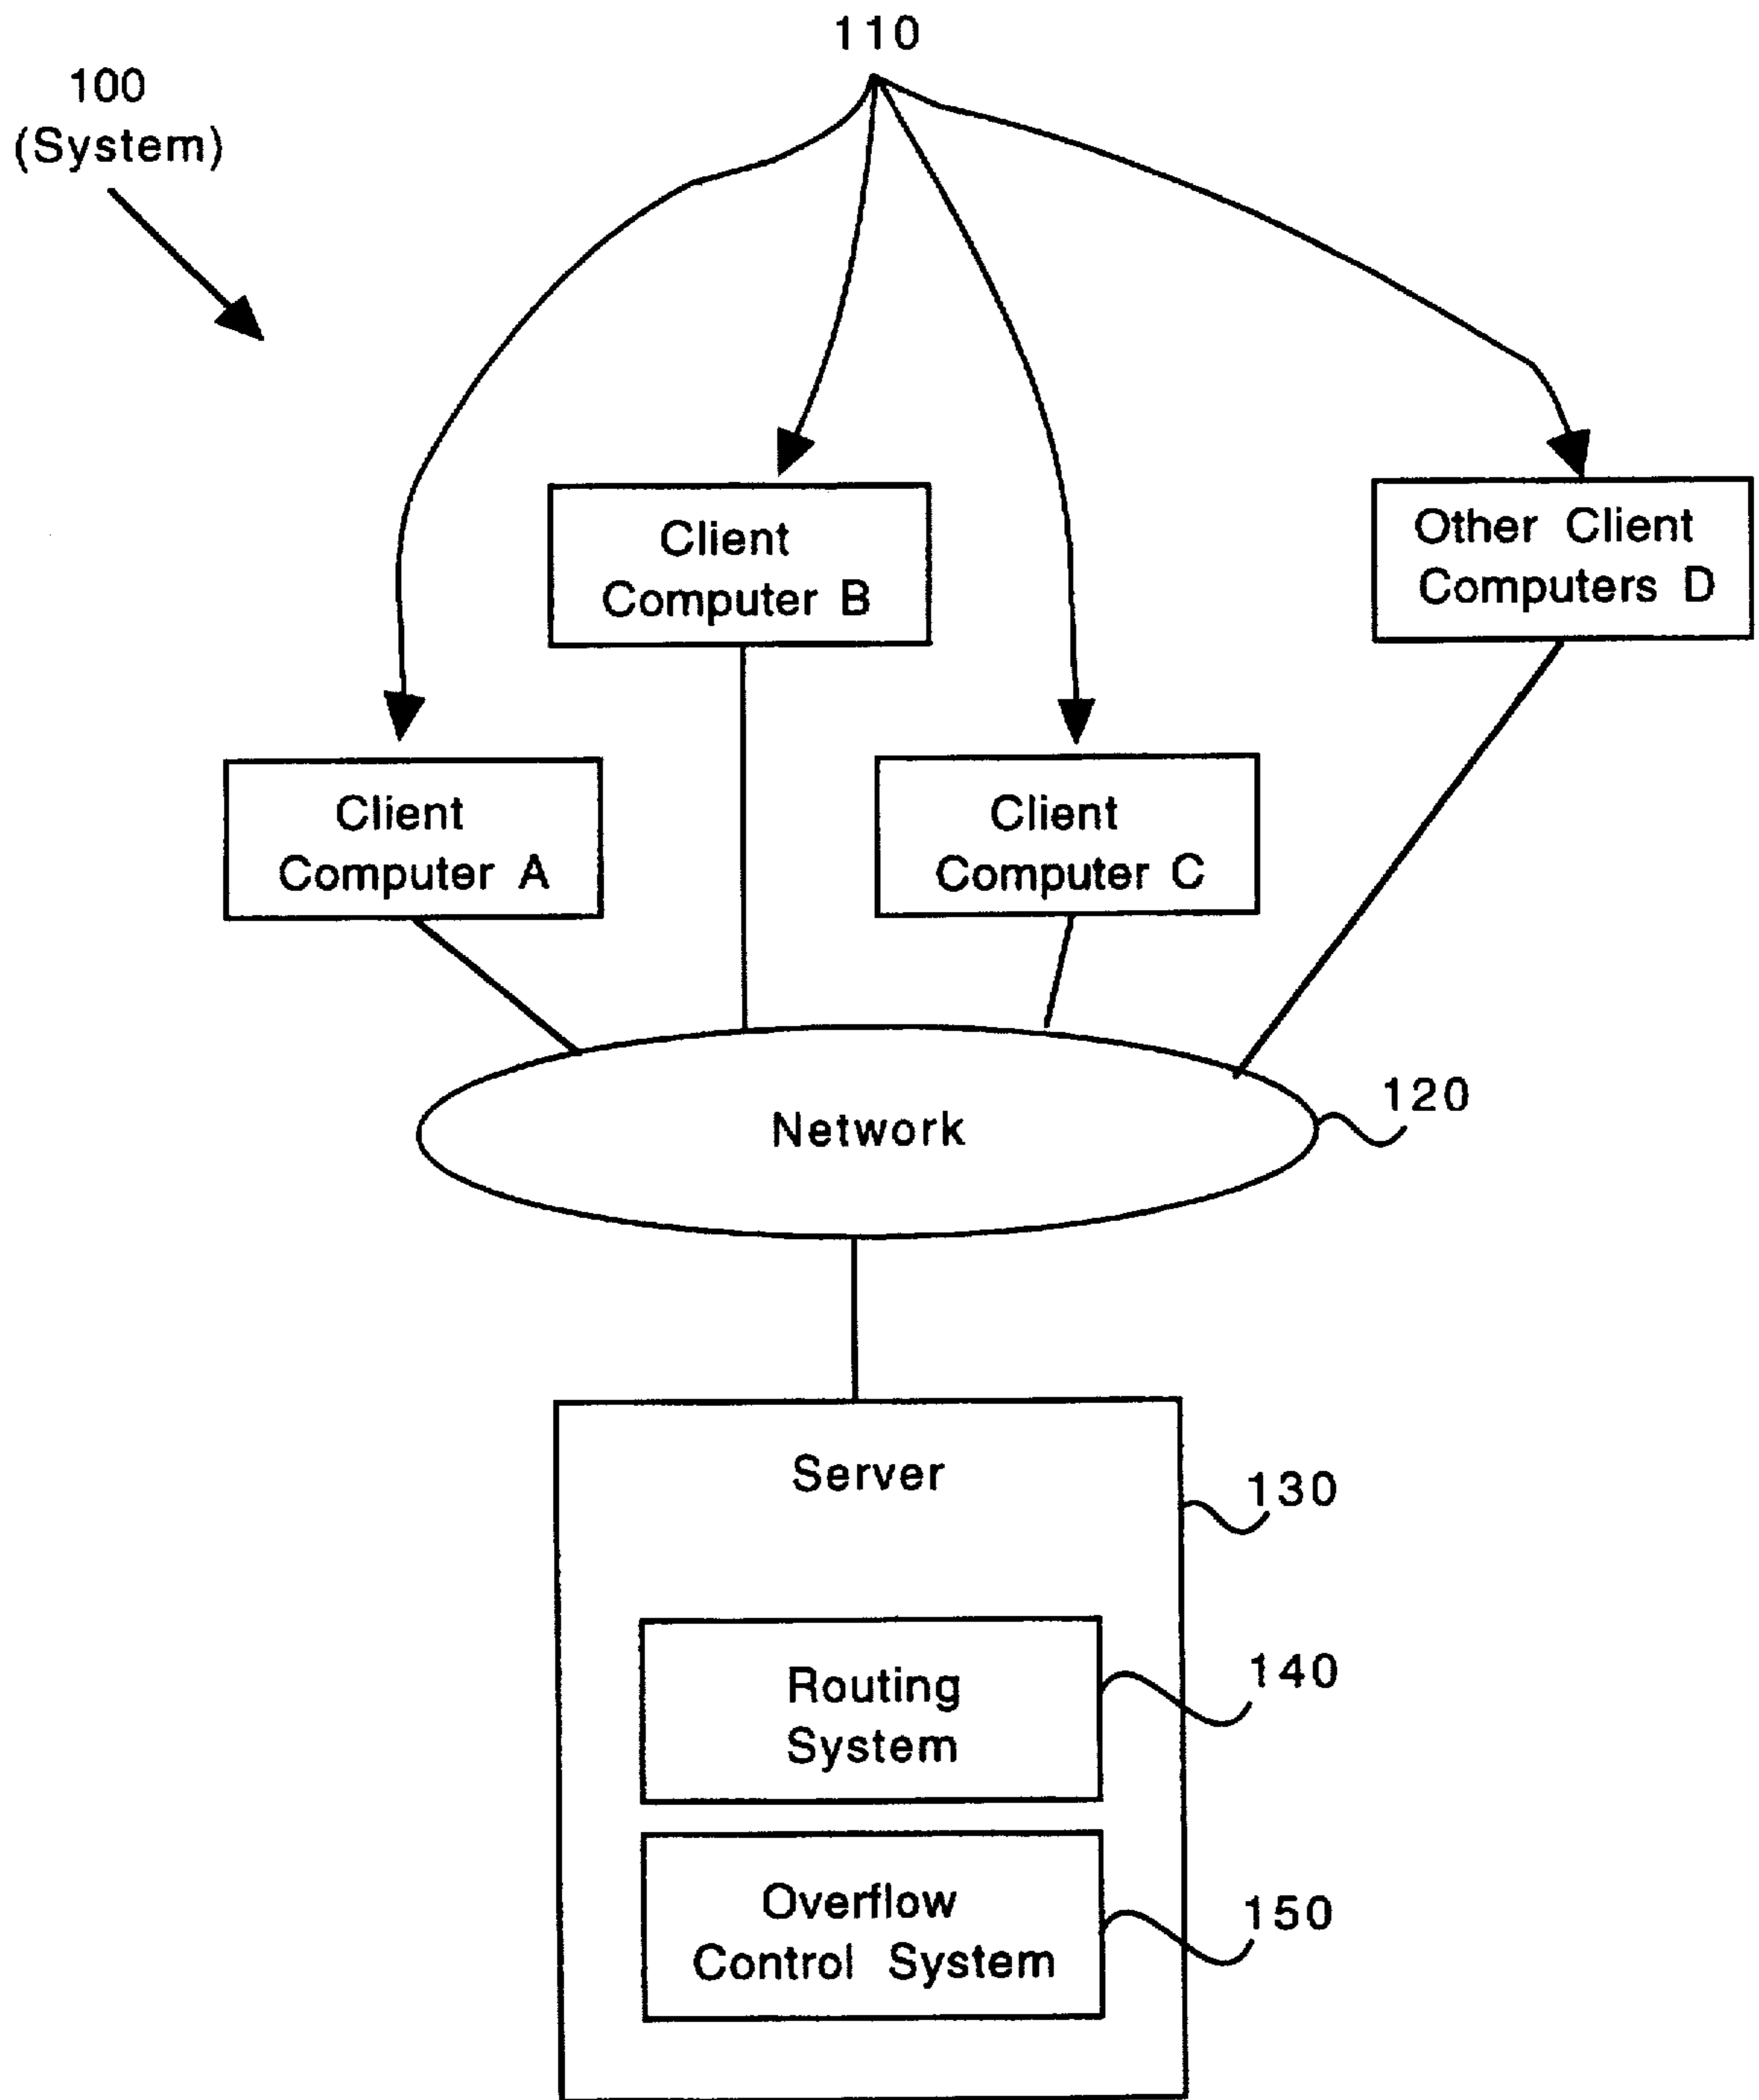 110
100
(System)
Client
Computer B
Other Client
Computers D
Client
Computer A
Client
Computer C
120
Network
Server
130
Routing
System
140
Overflow
Control System
150